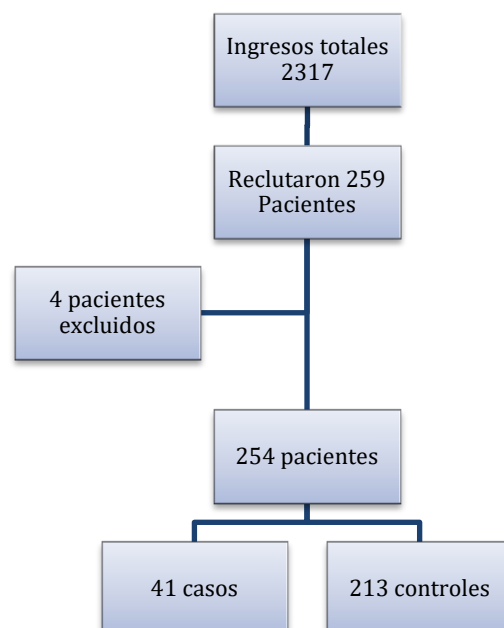 Ingresos totales
2317
Reclutaron 259
Pacientes
4 pacientes
excluidos
254 pacientes
41 casos
213 controles